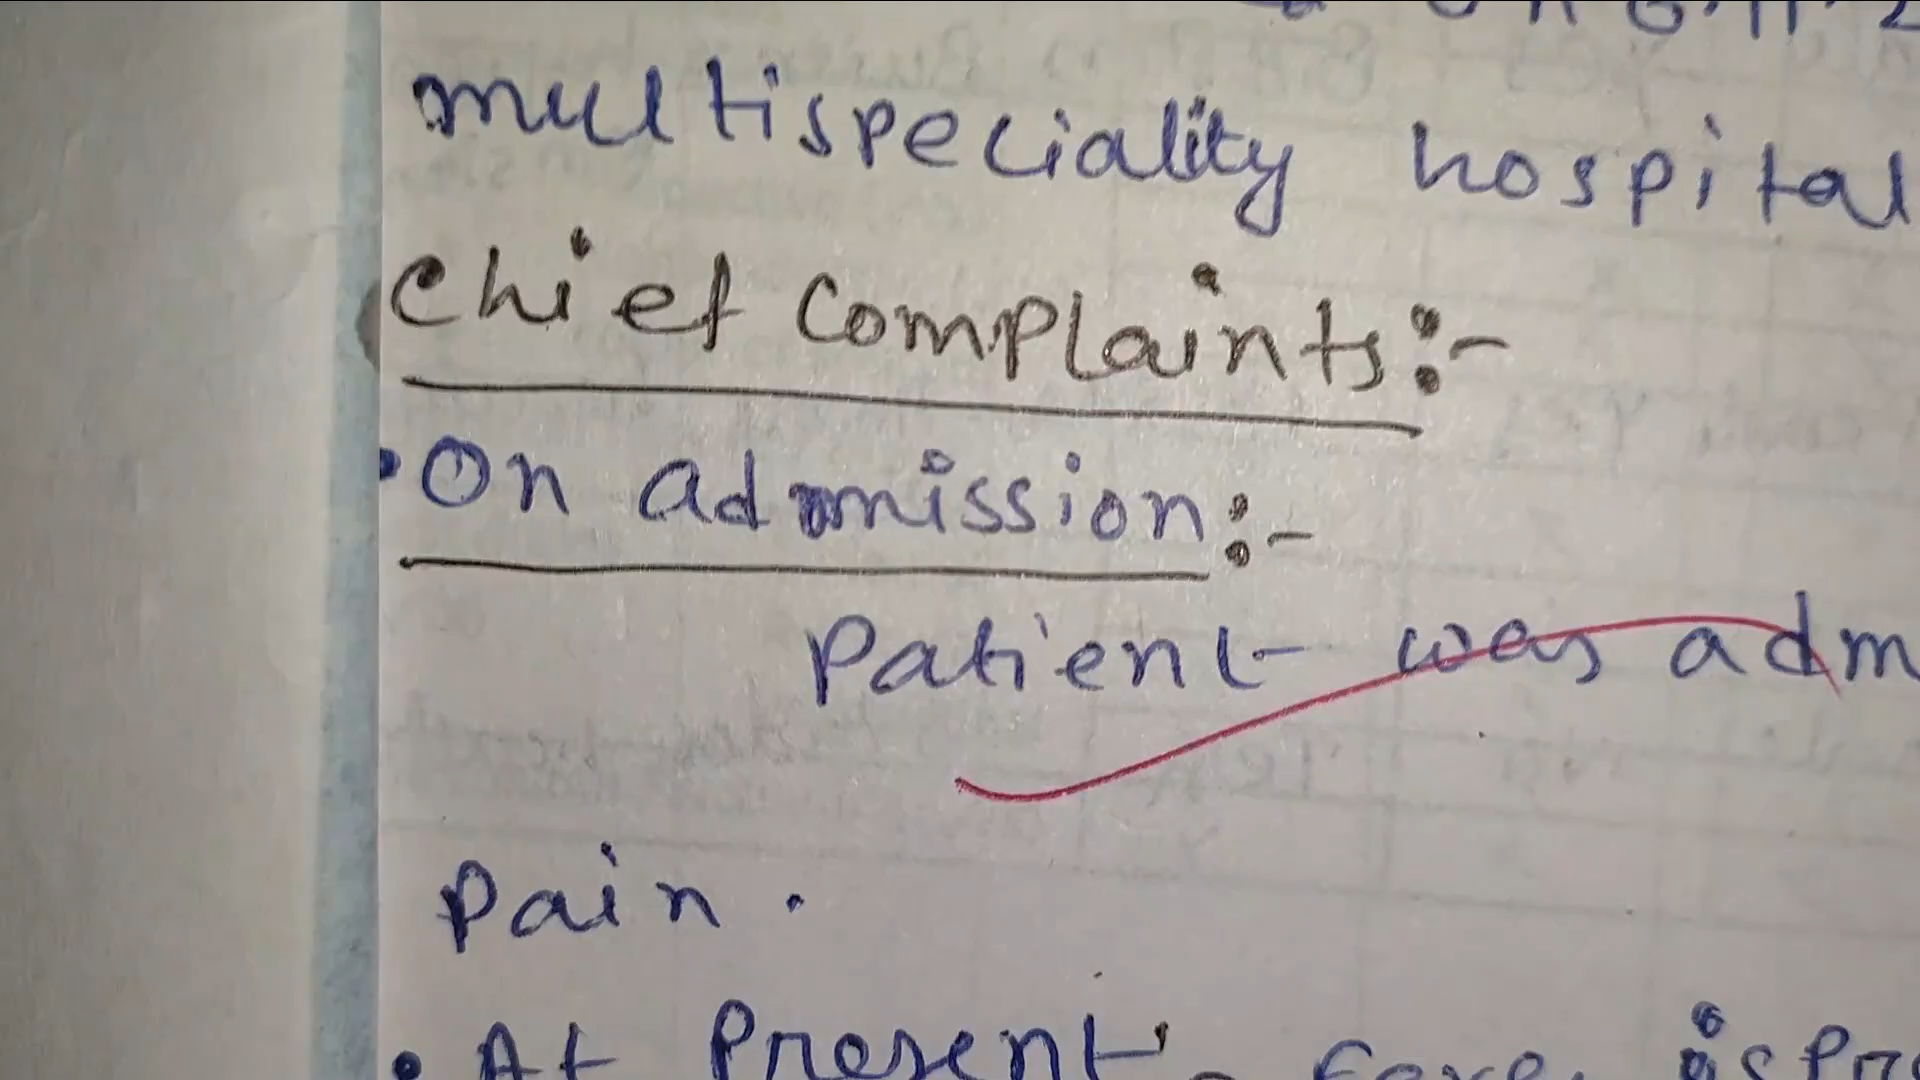 multispeciality hospital
Chief Complaints:-
• On admission:-
Patient was adm
Pain.
• At Present